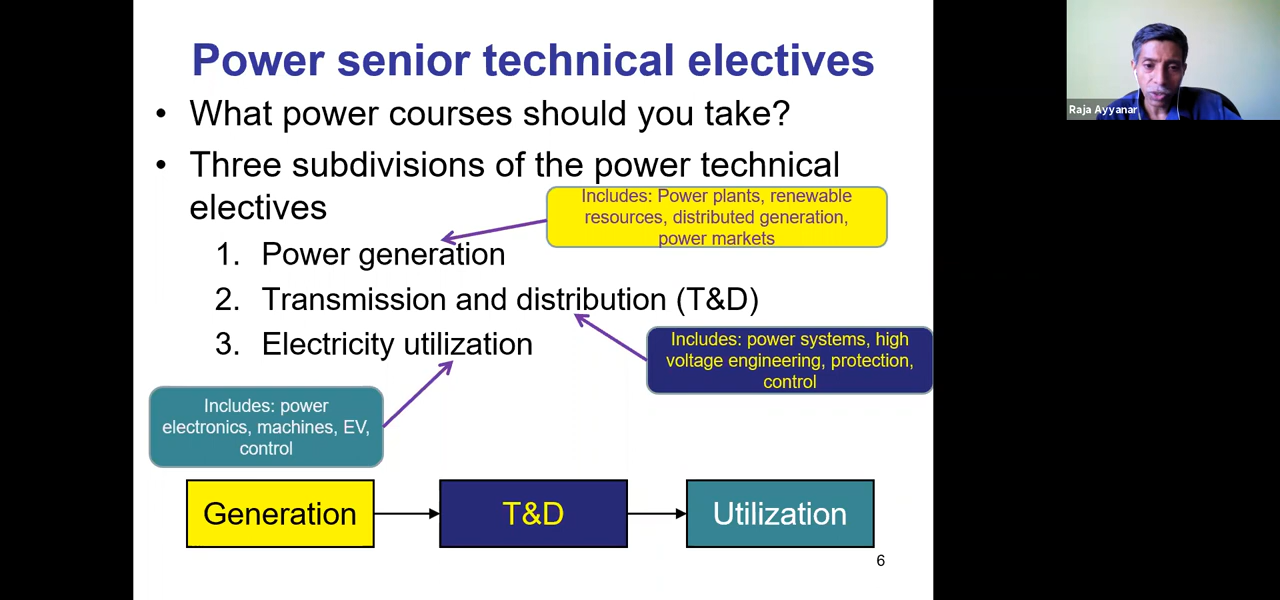 Power senior technical electives
• What power courses should you take?
• Three subdivisions of the power technical
electives
Includes: Power plants, renewable
resources, distributed generation,
power markets
1. Power generation
2. Transmission and distribution (T&D)
3. Electricity utilization
Includes: power systems, high
voltage engineering, protection,
control
Includes: power
electronics, machines, EV,
control
Generation
T&D
Utilization
6
Raja Ayyanar